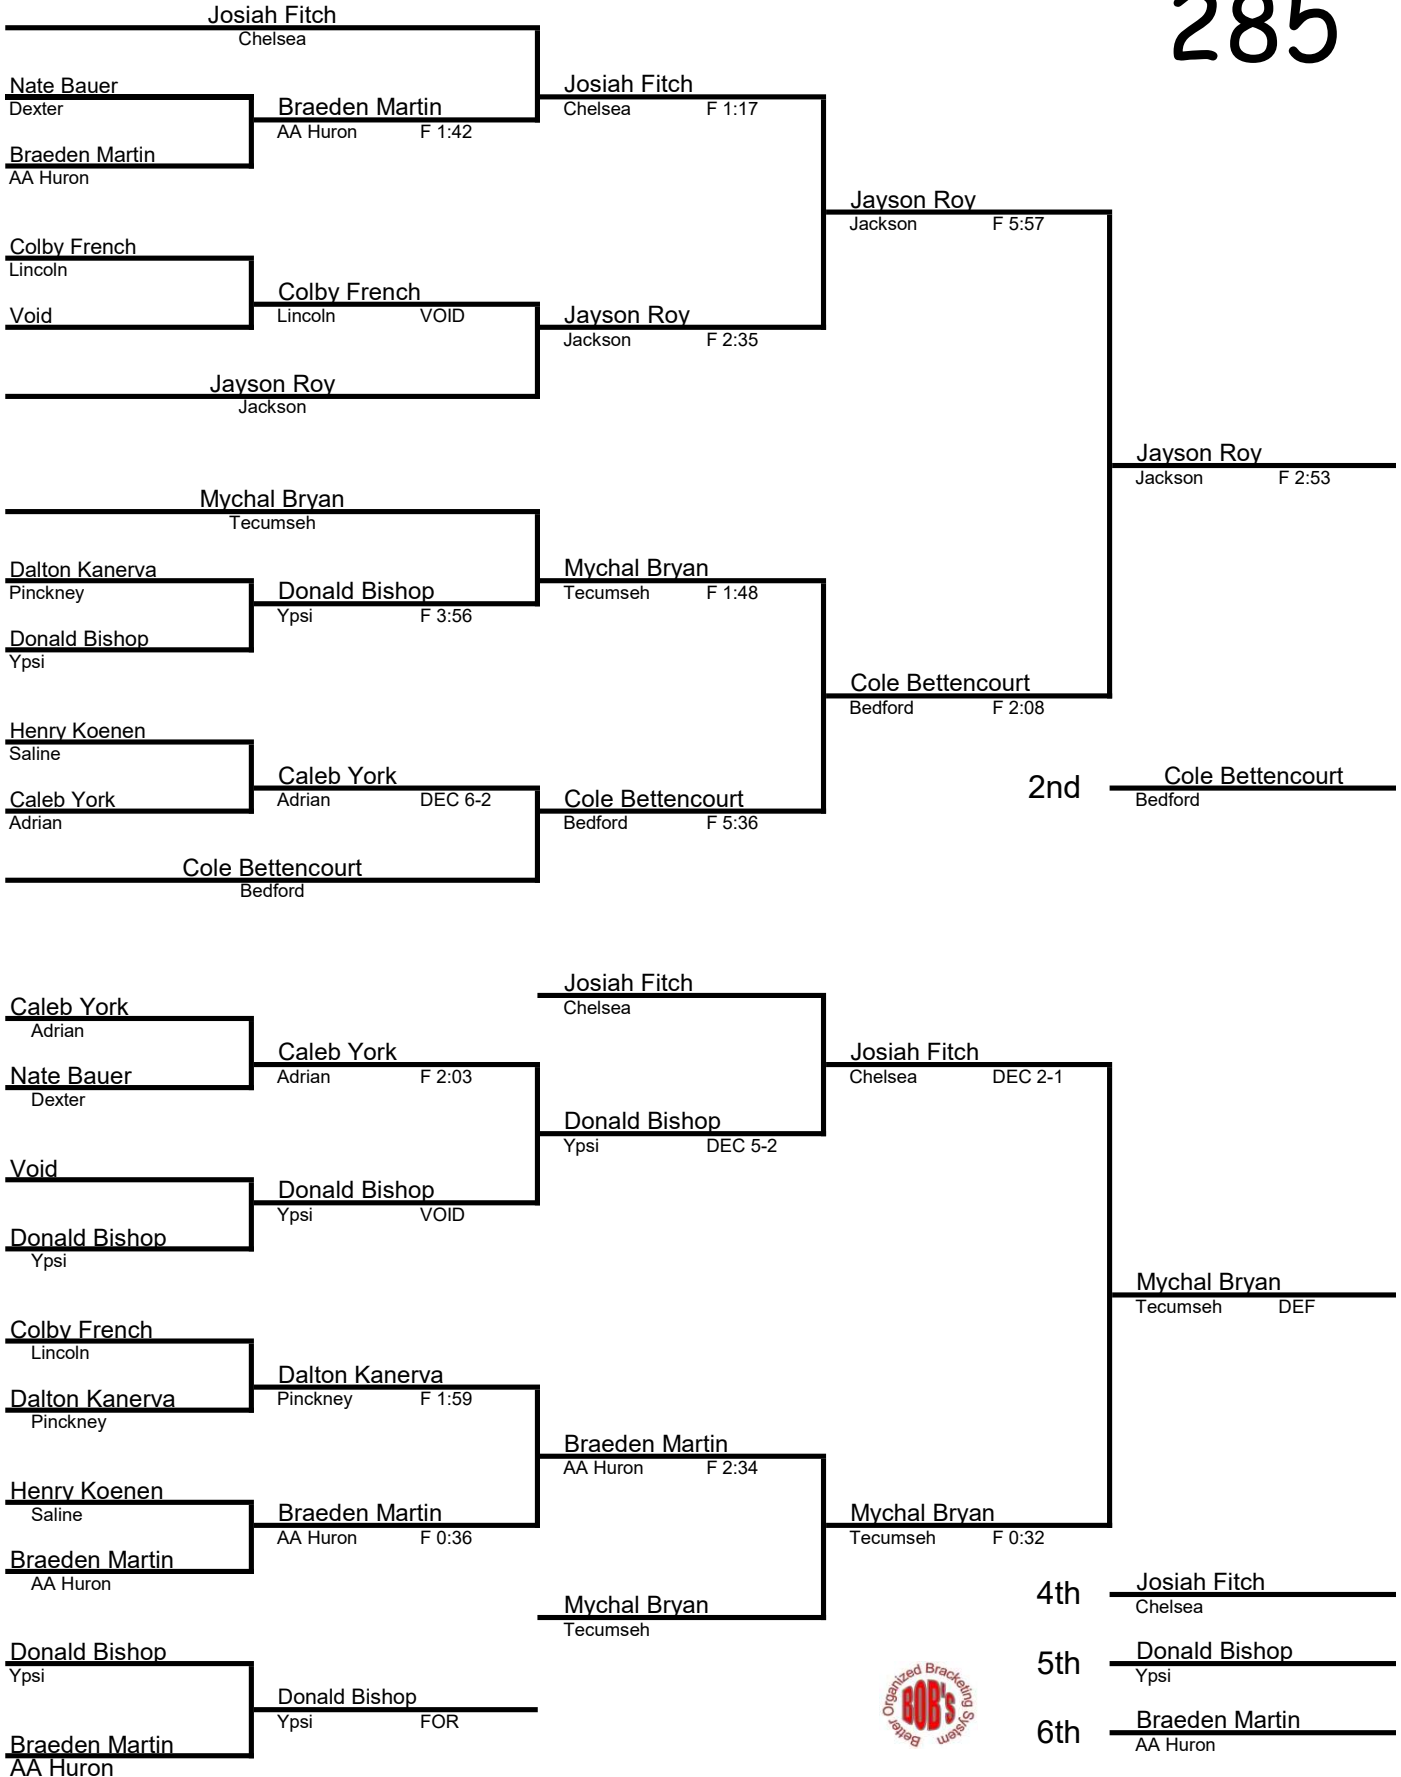 285
Josiah Fitch
Chelsea
Nate Bauer
Dexter
Braeden Martin
AA Huron
Braeden Martin
AA Huron F 1:42
Josiah Fitch
Chelsea F 1:17
Colby French
Lincoln
Void
Colby French
Lincoln VOID
Jayson Roy
Jackson
Jayson Roy
Jackson F 2:35
Jayson Roy
Jackson F 5:57
Mychal Bryan
Tecumseh
Dalton Kanerva
Pinckney
Donald Bishop
Ypsi
Donald Bishop
Ypsi F 3:56
Mychal Bryan
Tecumseh F 1:48
Henry Koenen
Saline
Caleb York
Adrian
Caleb York
Adrian DEC 6-2
Cole Bettencourt
Bedford
Cole Bettencourt
Bedford F 5:36
Cole Bettencourt
Bedford F 2:08
Jayson Roy
Jackson F 2:53
2nd Cole Bettencourt
Bedford
Caleb York
Adrian
Nate Bauer
Dexter
Caleb York
Adrian F 2:03
Void
Donald Bishop
Ypsi
Donald Bishop
Ypsi VOID
Josiah Fitch
Chelsea
Donald Bishop
Ypsi DEC 5-2
Josiah Fitch
Chelsea DEC 2-1
Colby French
Lincoln
Dalton Kanerva
Pinckney
Dalton Kanerva
Pinckney F 1:59
Henry Koenen
Saline
Braeden Martin
AA Huron
Braeden Martin
AA Huron F 0:36
Braeden Martin
AA Huron F 2:34
Mychal Bryan
Tecumseh
Mychal Bryan
Tecumseh F 0:32
Mychal Bryan
Tecumseh DEF
Donald Bishop
Ypsi
Braeden Martin
AA Huron
Donald Bishop
Ypsi FOR
Better Organized Bracketing System
BOB'S
4th Josiah Fitch
Chelsea
5th Donald Bishop
Ypsi
6th Braeden Martin
AA Huron